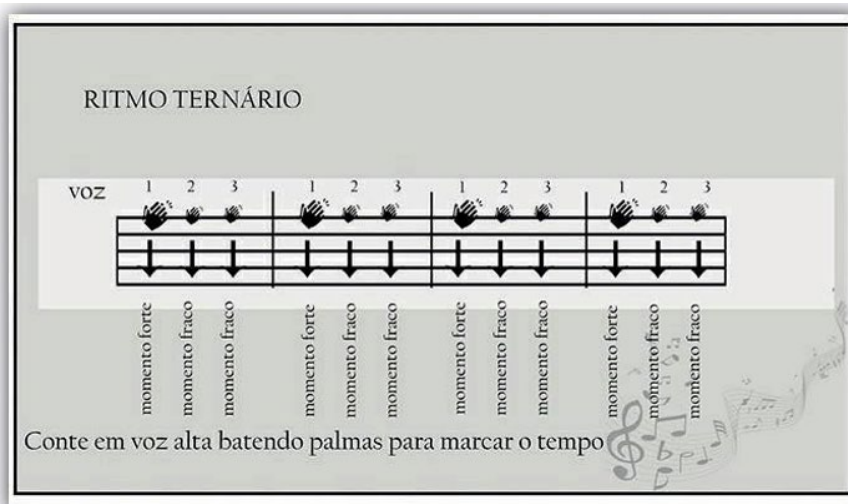 RITMO TERNÁRIO
voz 1 2 3 1 2 3 1 2 3 1 2 3
momento forte
momento fraco
momento fraco
momento forte
momento fraco
momento fraco
momento forte
momento fraco
momento fraco
momento forte
momento fraco
momento fraco
Conte em voz alta batendo palmas para marcar o tempo